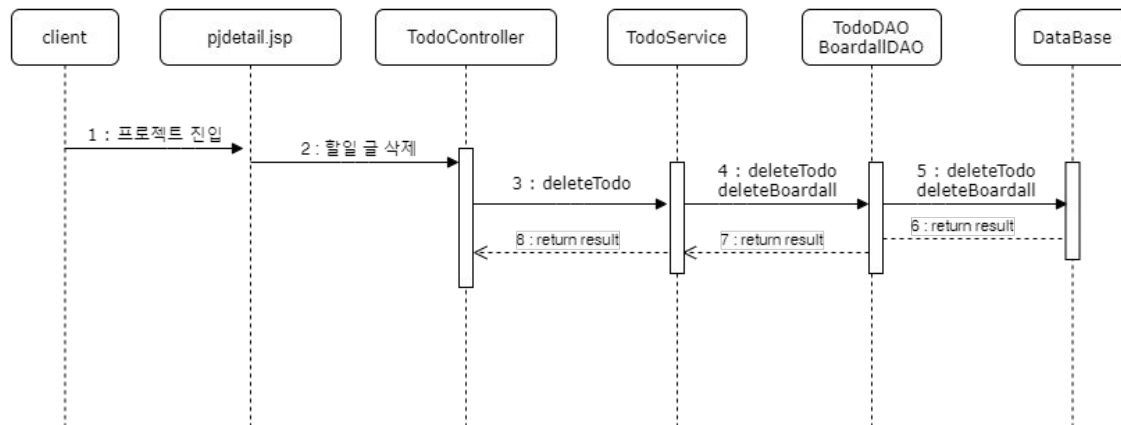 client
pjdetail.jsp
TodoController
TodoService
TodoDAO
BoardallDAO
DataBase
1 : 프로젝트 진입
2 : 할일 글 삭제
3 : deleteTodo
4 : deleteTodo
deleteBoardall
5 : deleteTodo
deleteBoardall
6 : return result
7 : return result
8 : return result